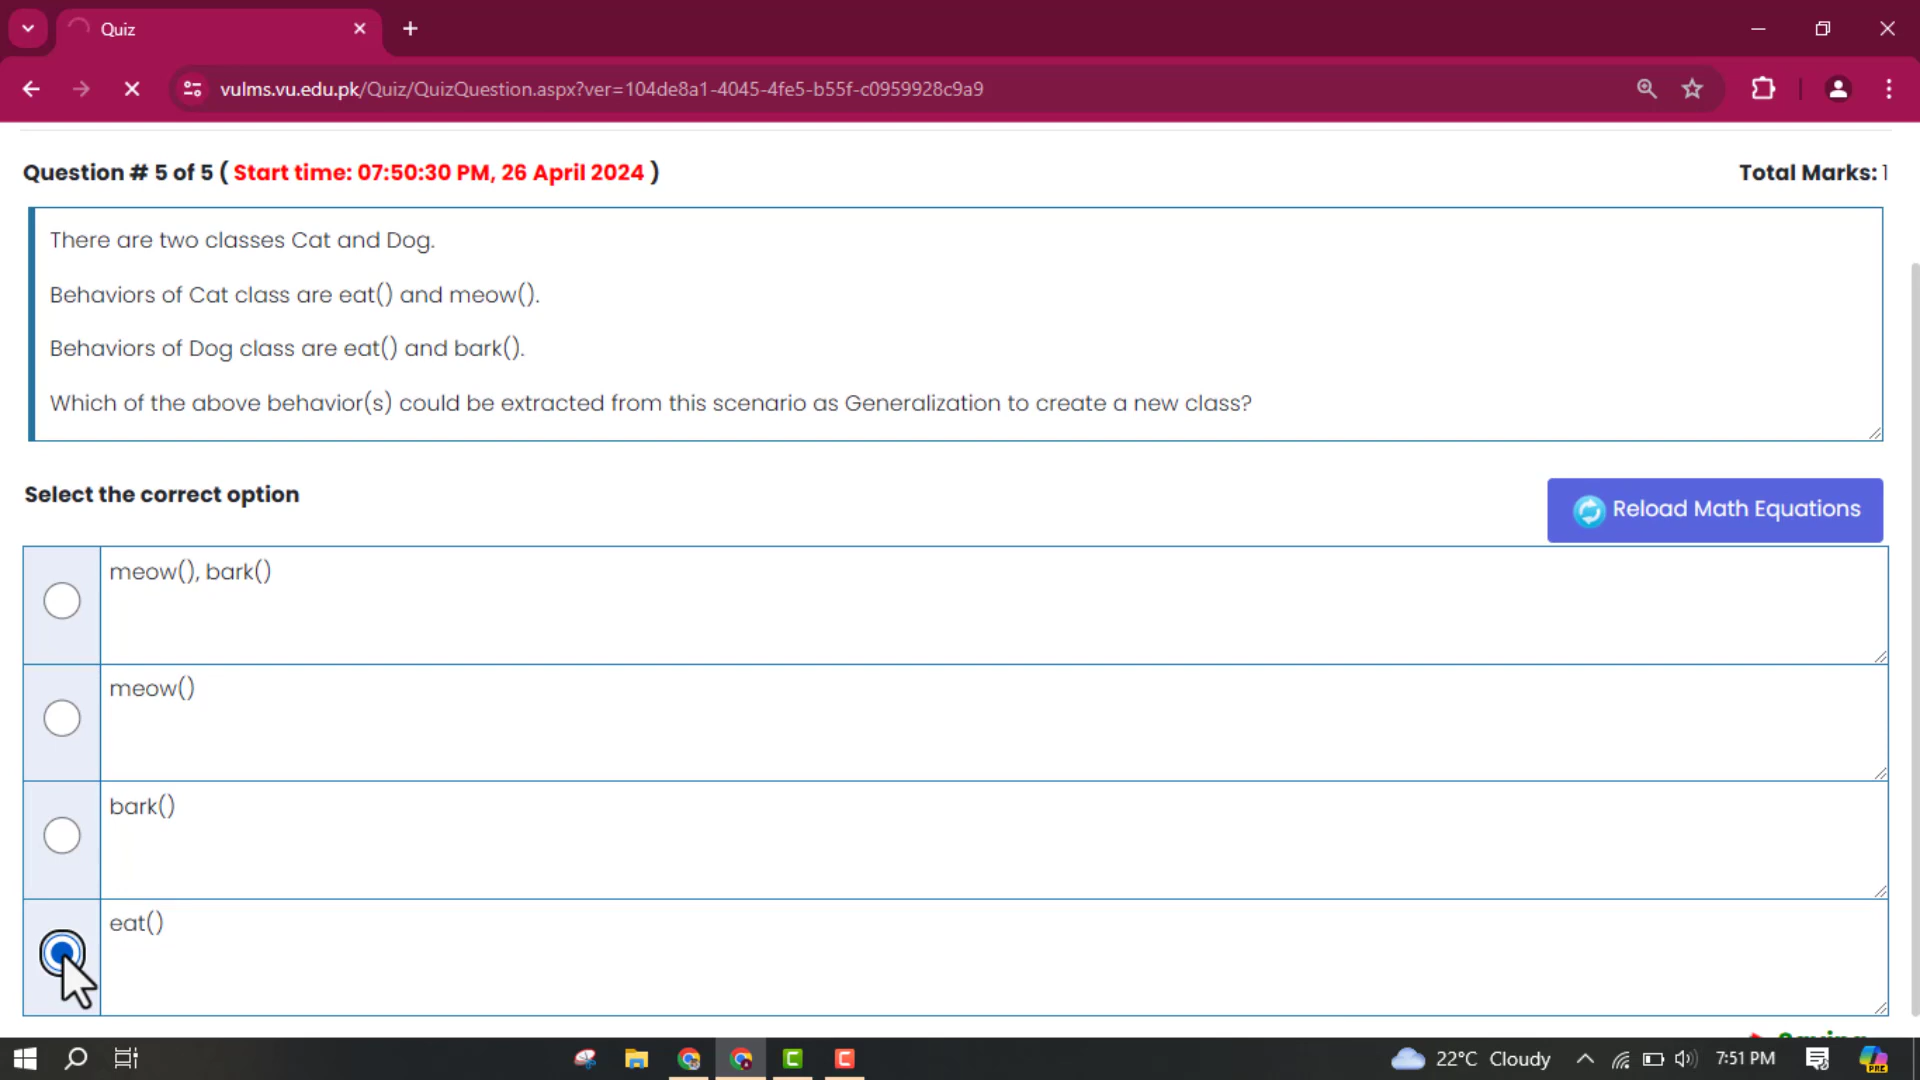 Quiz
vulms.vu.edu.pk/Quiz/QuizQuestion.aspx?ver=104de8a1-4045-4fe5-b55f-c0959928c9a9
Question # 5 of 5 ( Start time: 07:50:30 PM, 26 April 2024 )
Total Marks: 1
There are two classes Cat and Dog.
Behaviors of Cat class are eat() and meow().
Behaviors of Dog class are eat() and bark().
Which of the above behavior(s) could be extracted from this scenario as Generalization to create a new class?
Select the correct option
Reload Math Equations
meow(), bark()
meow()
bark()
eat()
22°C Cloudy
7:51 PM
PRE